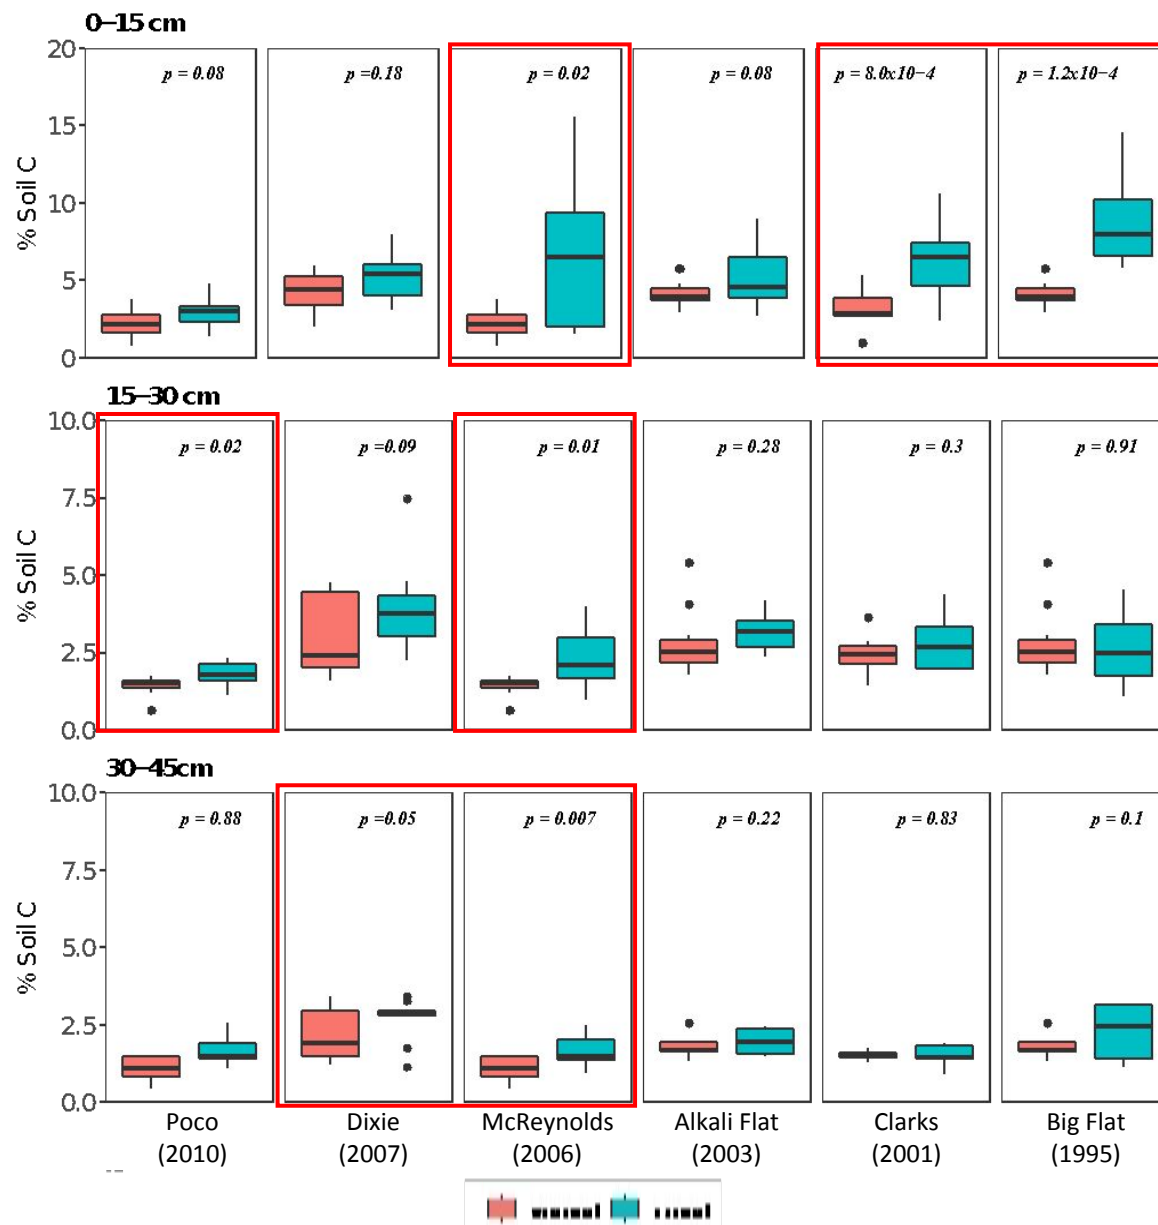 0–15 cm
20
15
10
5
0
% Soil C
p = 0.08
p =0.18
p = 0.02
p = 0.08
p = 8.0x10−4
p = 1.2x10−4
15–30 cm
10.0
7.5
5.0
2.5
0.0
% Soil C
p = 0.02
p =0.09
p = 0.01
p = 0.28
p = 0.3
p = 0.91
30–45cm
10.0
7.5
5.0
2.5
0.0
% Soil C
p = 0.88
p =0.05
p = 0.007
p = 0.22
p = 0.83
p = 0.1
Poco
(2010)
Dixie
(2007)
McReynolds
(2006)
Alkali Flat
(2003)
Clarks
(2001)
Big Flat
(1995)